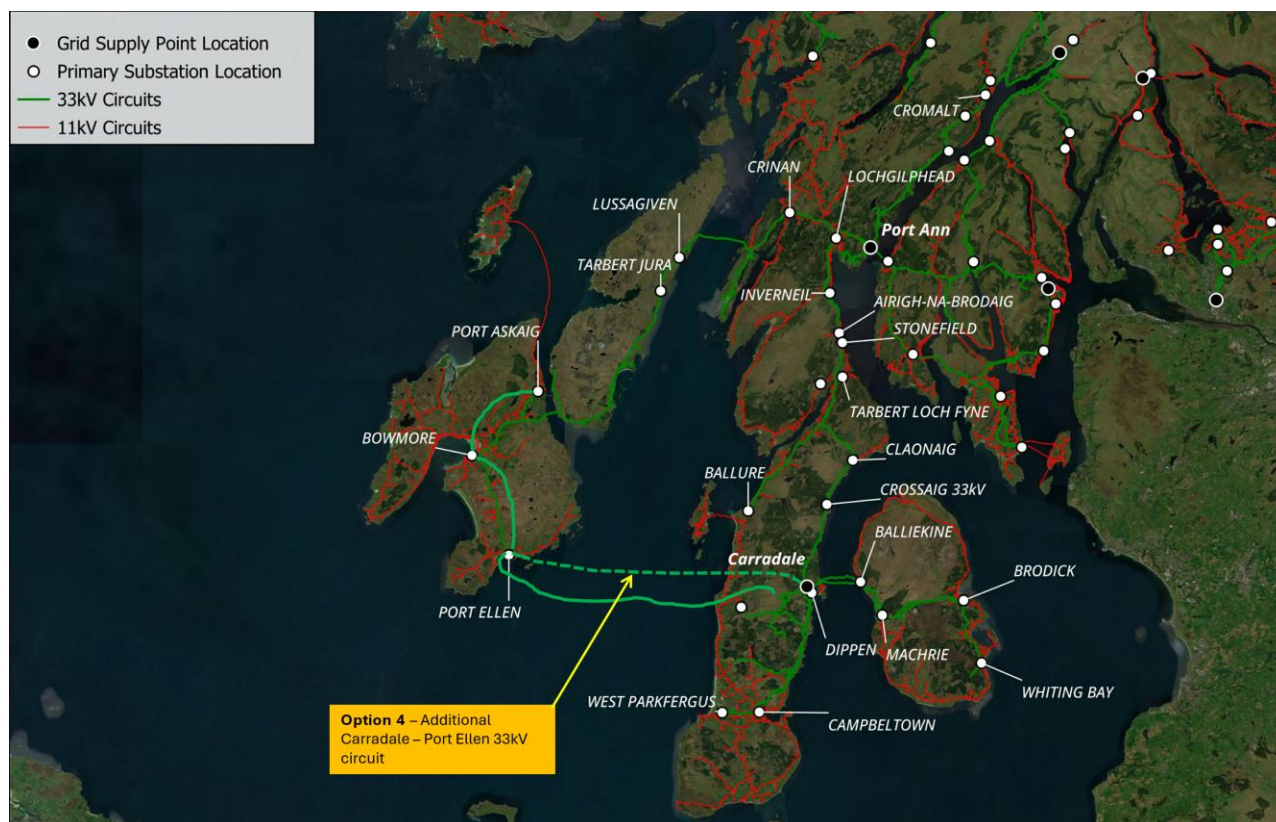 Grid Supply Point Location
Primary Substation Location
33kV Circuits
11kV Circuits
CROMALT
CRINAN
LOCHGILPHEAD
LUSSAGIVEN
Port Ann
TARBERT JURA
INVERNEIL
AIRIGH-NA-BRODAIG
STONEFIELD
PORT ASKAIG
TARBERT LOCH FYNE
BOWMORE
CLAONAIG
BALLURE
CROSSAIG 33kV
Carradale
BALLIEKINE
BRODICK
PORT ELLEN
DIPPEN
MACHRIE
WHITING BAY
WEST PARKFERGUS
CAMPBELTOWN
Option 4 – Additional
Carradale – Port Ellen 33kV
circuit